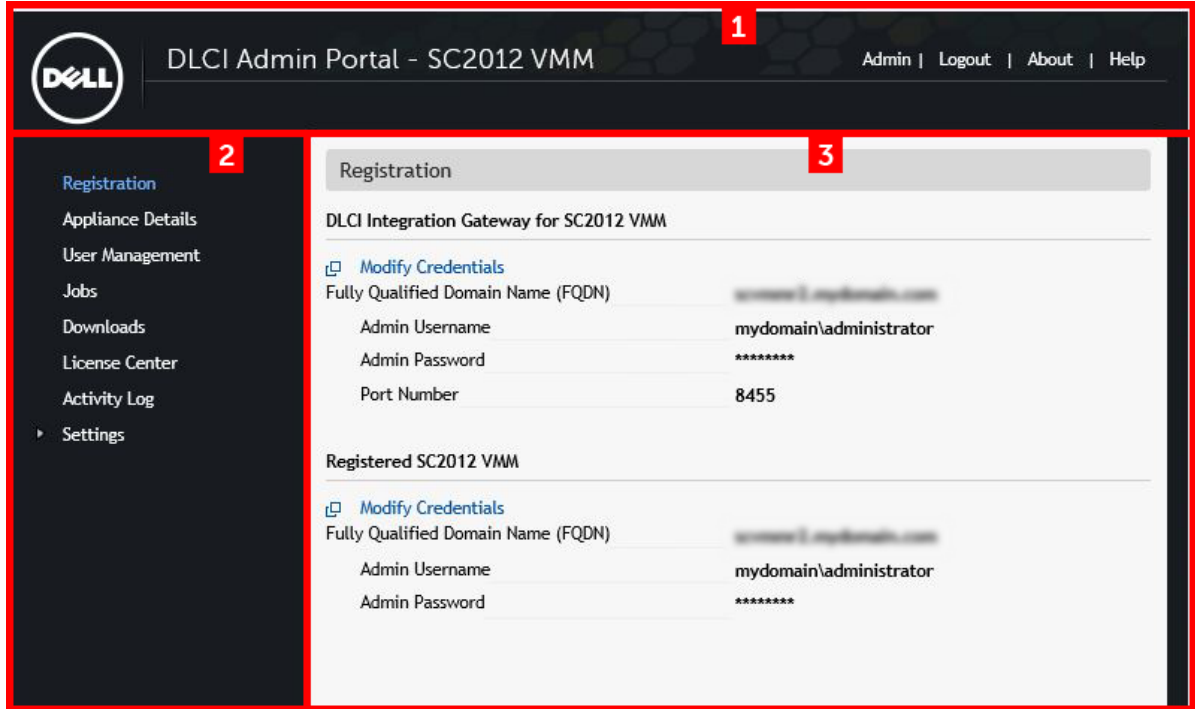 1
DELL
DLCI Admin Portal - SC2012 VMM
Admin | Logout | About | Help
2
Registration
Appliance Details
User Management
Jobs
Downloads
License Center
Activity Log
Settings
3
Registration
DLCI Integration Gateway for SC2012 VMM
Modify Credentials
Fully Qualified Domain Name (FQDN)
Admin Username mydomain\administrator
Admin Password ********
Port Number 8455
Registered SC2012 VMM
Modify Credentials
Fully Qualified Domain Name (FQDN)
Admin Username mydomain\administrator
Admin Password ********